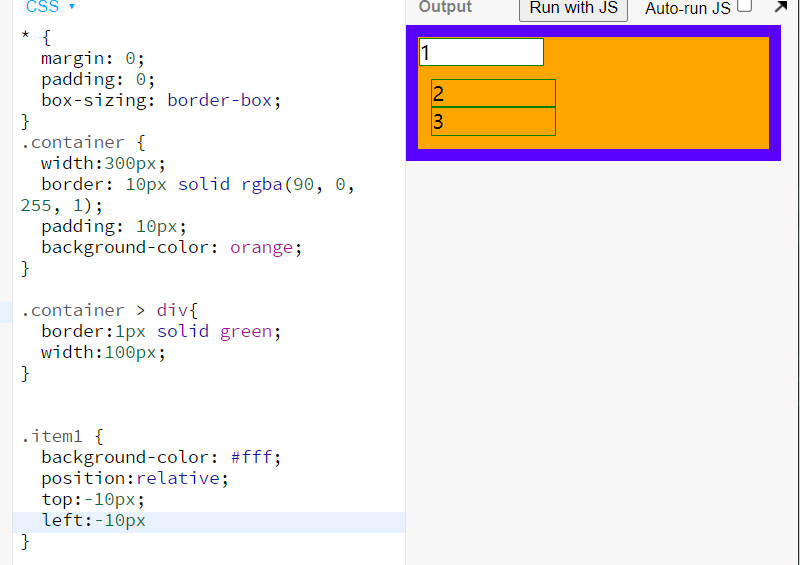 CSS ▾
Output
Run with JS
Auto-run JS
* {
  margin: 0;
  padding: 0;
  box-sizing: border-box;
}
.container {
  width:300px;
  border: 10px solid rgba(90, 0,
255, 1);
  padding: 10px;
  background-color: orange;
}
.container > div{
  border:1px solid green;
  width:100px;
}
.item1 {
  background-color: #fff;
  position:relative;
  top:-10px;
  left:-10px
}
1
2
3